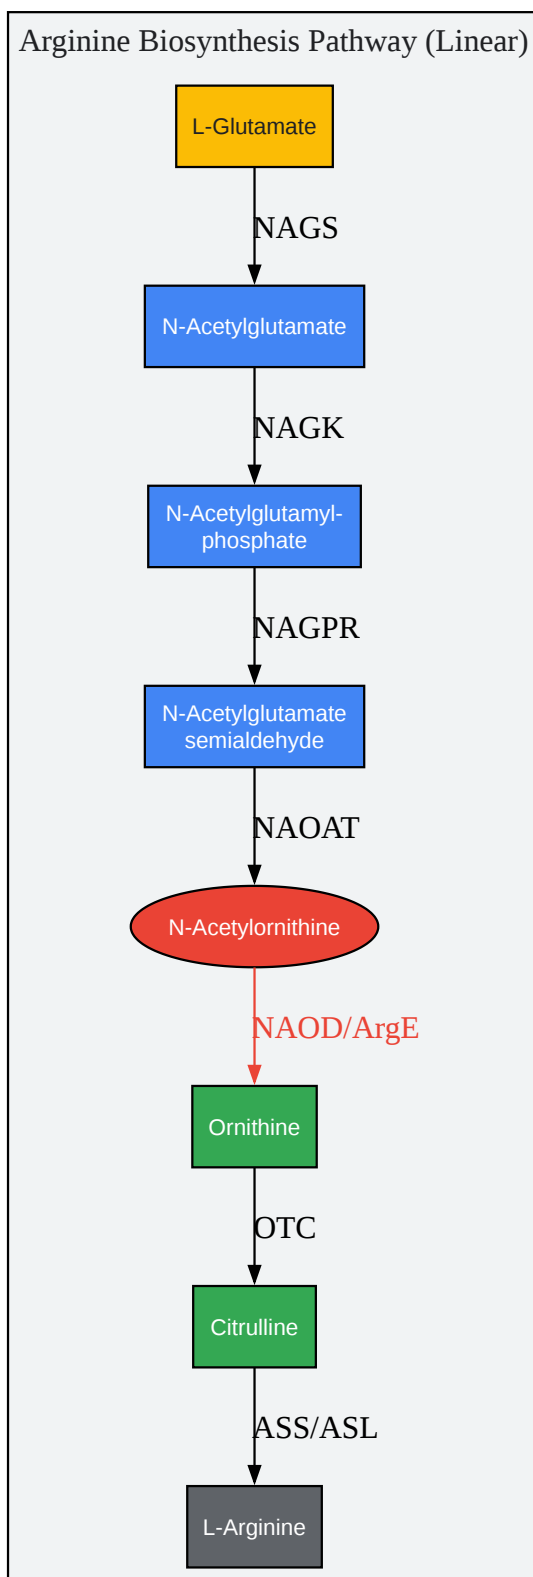 Arginine Biosynthesis Pathway (Linear)
L-Glutamate
NAGS
N-Acetylglutamate
NAGK
N-Acetylglutamyl-
phosphate
NAGPR
N-Acetylglutamate
semialdehyde
NAOAT
N-Acetylornithine
NAOD/ArgE
Ornithine
OTC
Citrulline
ASS/ASL
L-Arginine